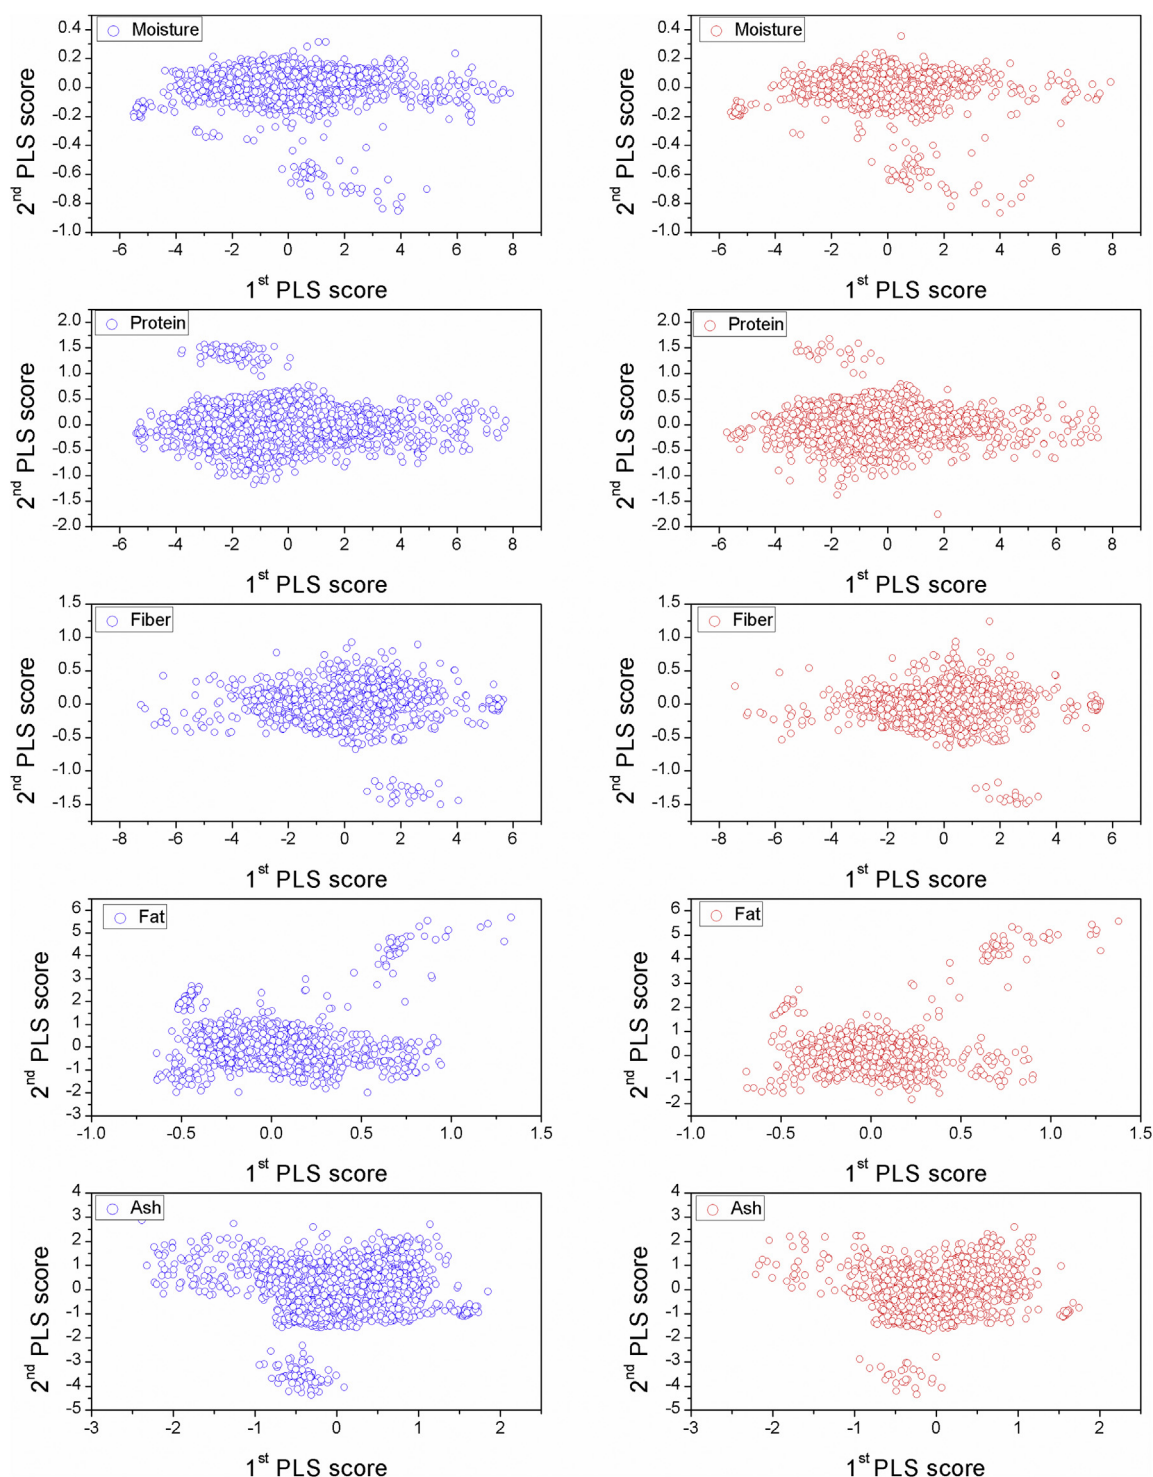 Moisture
0.4
0.2
0.0
-0.2
-0.4
-0.6
-0.8
-1.0
2nd PLS score
-6 -4 -2 0 2 4 6 8
1st PLS score
Moisture
0.4
0.2
0.0
-0.2
-0.4
-0.6
-0.8
-1.0
2nd PLS score
-6 -4 -2 0 2 4 6 8
1st PLS score
Protein
2.0
1.5
1.0
0.5
0.0
-0.5
-1.0
-1.5
-2.0
2nd PLS score
-6 -4 -2 0 2 4 6 8
1st PLS score
Protein
2.0
1.5
1.0
0.5
0.0
-0.5
-1.0
-1.5
-2.0
2nd PLS score
-6 -4 -2 0 2 4 6 8
1st PLS score
Fiber
1.5
1.0
0.5
0.0
-0.5
-1.0
-1.5
2nd PLS score
-8 -6 -4 -2 0 2 4 6
1st PLS score
Fiber
1.5
1.0
0.5
0.0
-0.5
-1.0
-1.5
2nd PLS score
-8 -6 -4 -2 0 2 4 6
1st PLS score
Fat
6
5
4
3
2
1
0
-1
-2
-3
2nd PLS score
-1.0 -0.5 0.0 0.5 1.0 1.5
1st PLS score
Fat
6
5
4
3
2
1
0
-1
-2
2nd PLS score
-1.0 -0.5 0.0 0.5 1.0 1.5
1st PLS score
Ash
4
3
2
1
0
-1
-2
-3
-4
-5
2nd PLS score
-3 -2 -1 0 1 2
1st PLS score
Ash
4
3
2
1
0
-1
-2
-3
-4
-5
2nd PLS score
-3 -2 -1 0 1 2
1st PLS score